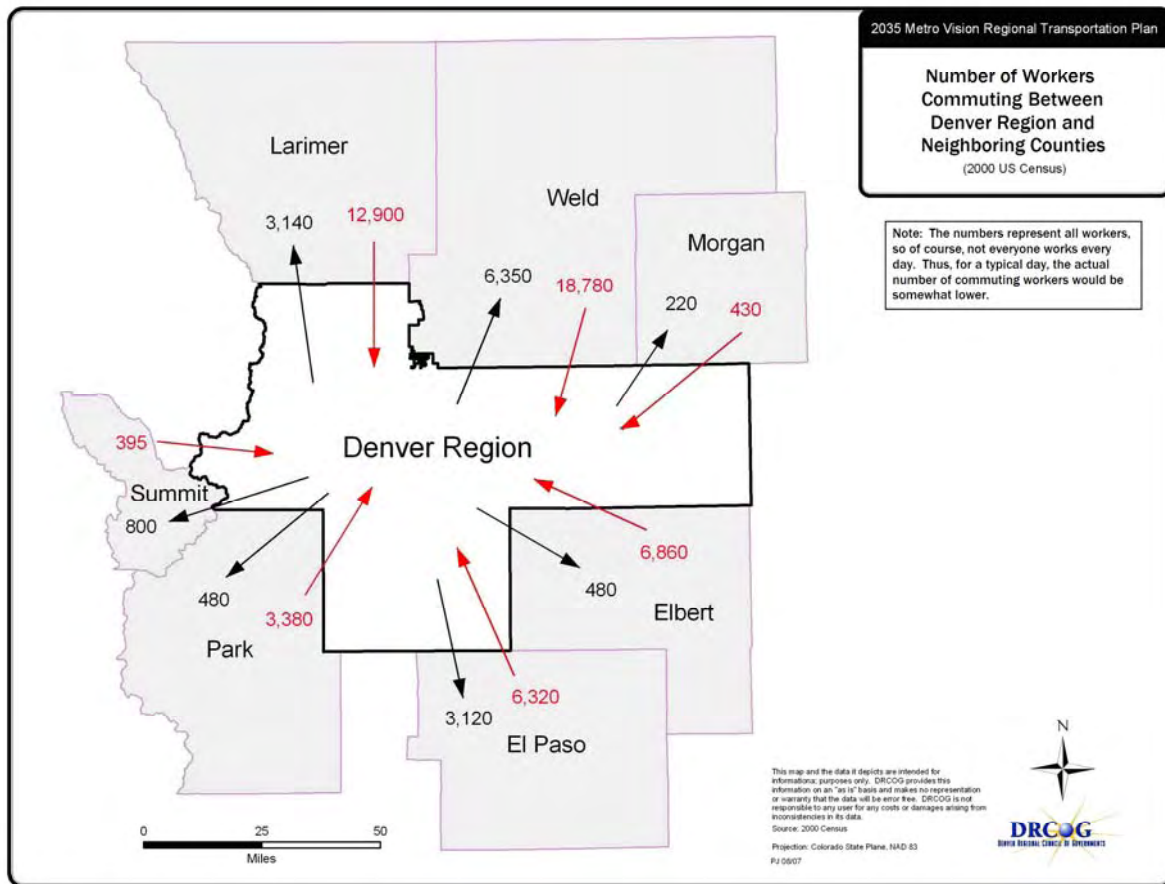 2035 Metro Vision Regional Transportation Plan
Number of Workers
Commuting Between
Denver Region and
Neighboring Counties
(2000 US Census)
Note: The numbers represent all workers,
so of course, not everyone works every
day. Thus, for a typical day, the actual
number of commuting workers would be
somewhat lower.
Larimer
3,140
12,900
Weld
6,350
18,780
Morgan
220
430
395
Denver Region
Summit
800
480
3,380
Park
6,860
480
Elbert
6,320
3,120
El Paso
N
0 25 50
Miles
This map and the data it depicts are intended for
informational purposes only. DRCOG provides this
information on an "as is" basis and makes no representation
or warranty that the data will be error free. DRCOG is not
responsible to any user for any costs or damages arising from
inconsistencies in its data.
Source: 2000 Census
Projection: Colorado State Plane, NAD 83
PJ 06/07
DRCOG
DENVER REGIONAL COUNCIL OF GOVERNMENTS